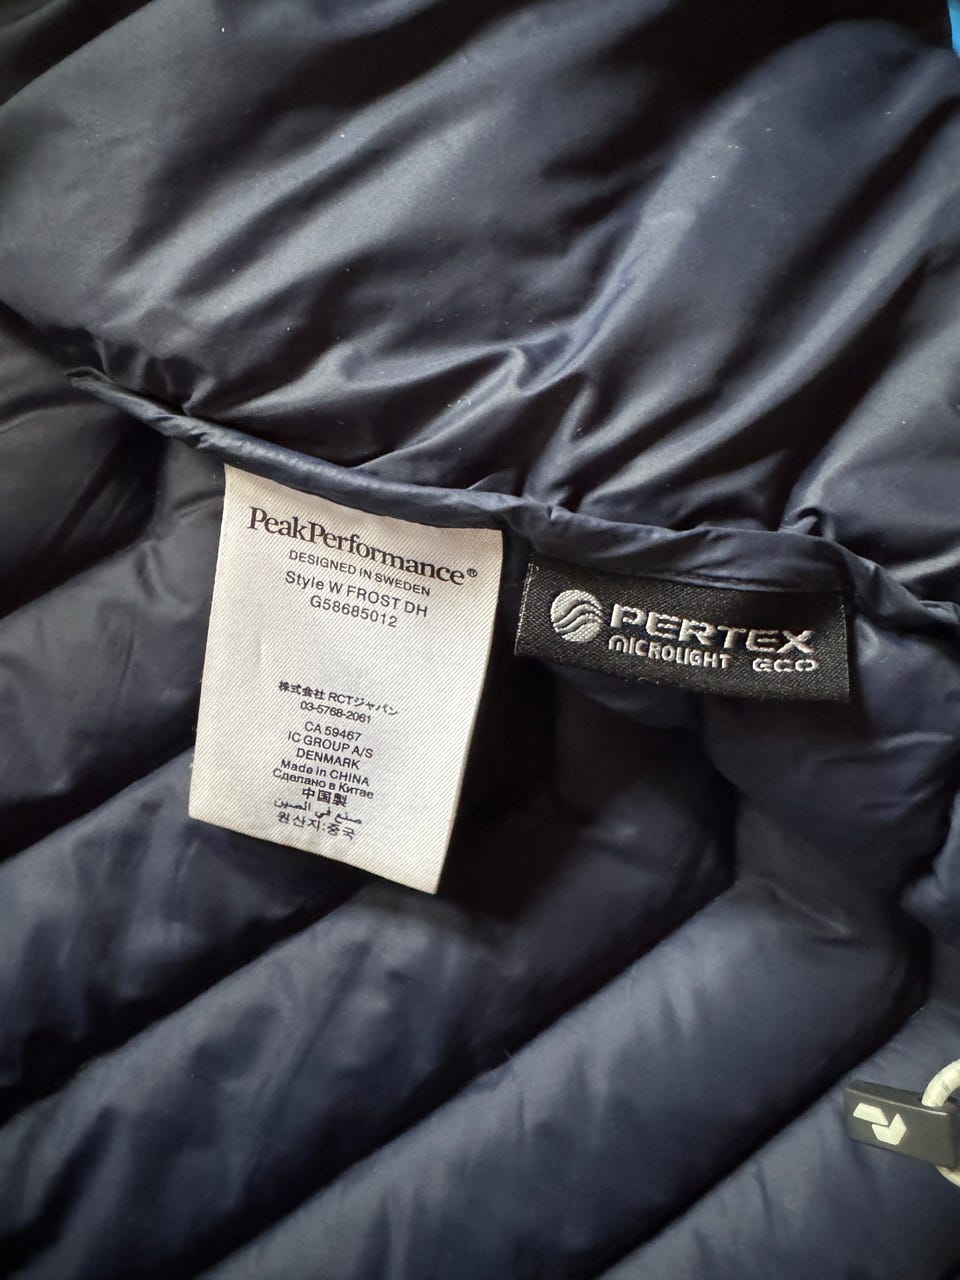 PeakPerformance®
DESIGNED IN SWEDEN
Style W FROST DH
G58685012
株式会社 RCTジャパン
03-5768-2061
CA 59467
IC GROUP A/S
DENMARK
Made in CHINA
Сделано в Китае
中国製
صنع في الصين
원산지:중국
PERTEX
MICROLIGHT ECO